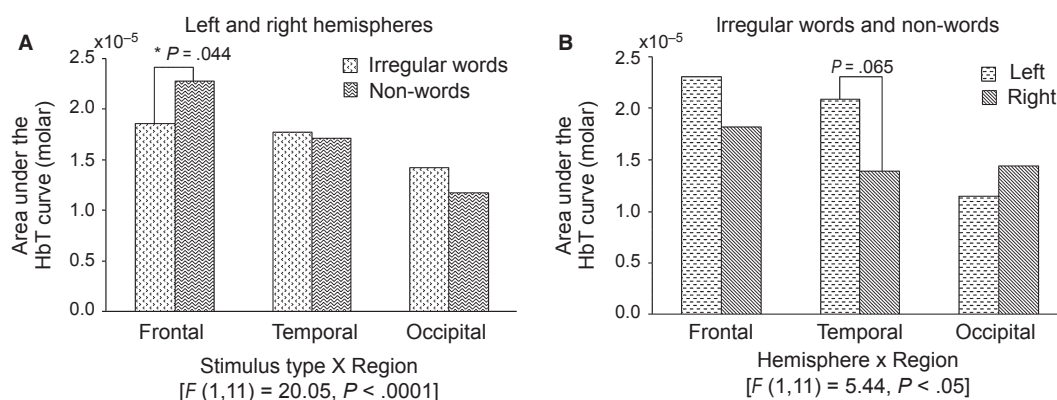 A
Left and right hemispheres
x10⁻⁵
* P = .044
Irregular words
Non-words
2.5
2.0
1.5
1.0
0.5
0.0
Area under the
HbT curve (molar)
Frontal
Temporal
Occipital
Stimulus type X Region
[F (1,11) = 20.05, P < .0001]
B
Irregular words and non-words
x10⁻⁵
P = .065
Left
Right
2.5
2.0
1.5
1.0
0.5
0.0
Area under the
HbT curve (molar)
Frontal
Temporal
Occipital
Hemisphere x Region
[F (1,11) = 5.44, P < .05]